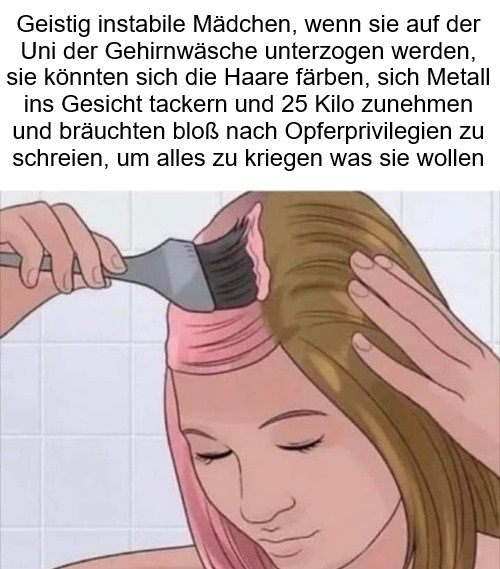 Geistig instabile Mädchen, wenn sie auf der
Uni der Gehirnwäsche unterzogen werden,
sie könnten sich die Haare färben, sich Metall
ins Gesicht tackern und 25 Kilo zunehmen
und bräuchten bloß nach Opferprivilegien zu
schreien, um alles zu kriegen was sie wollen